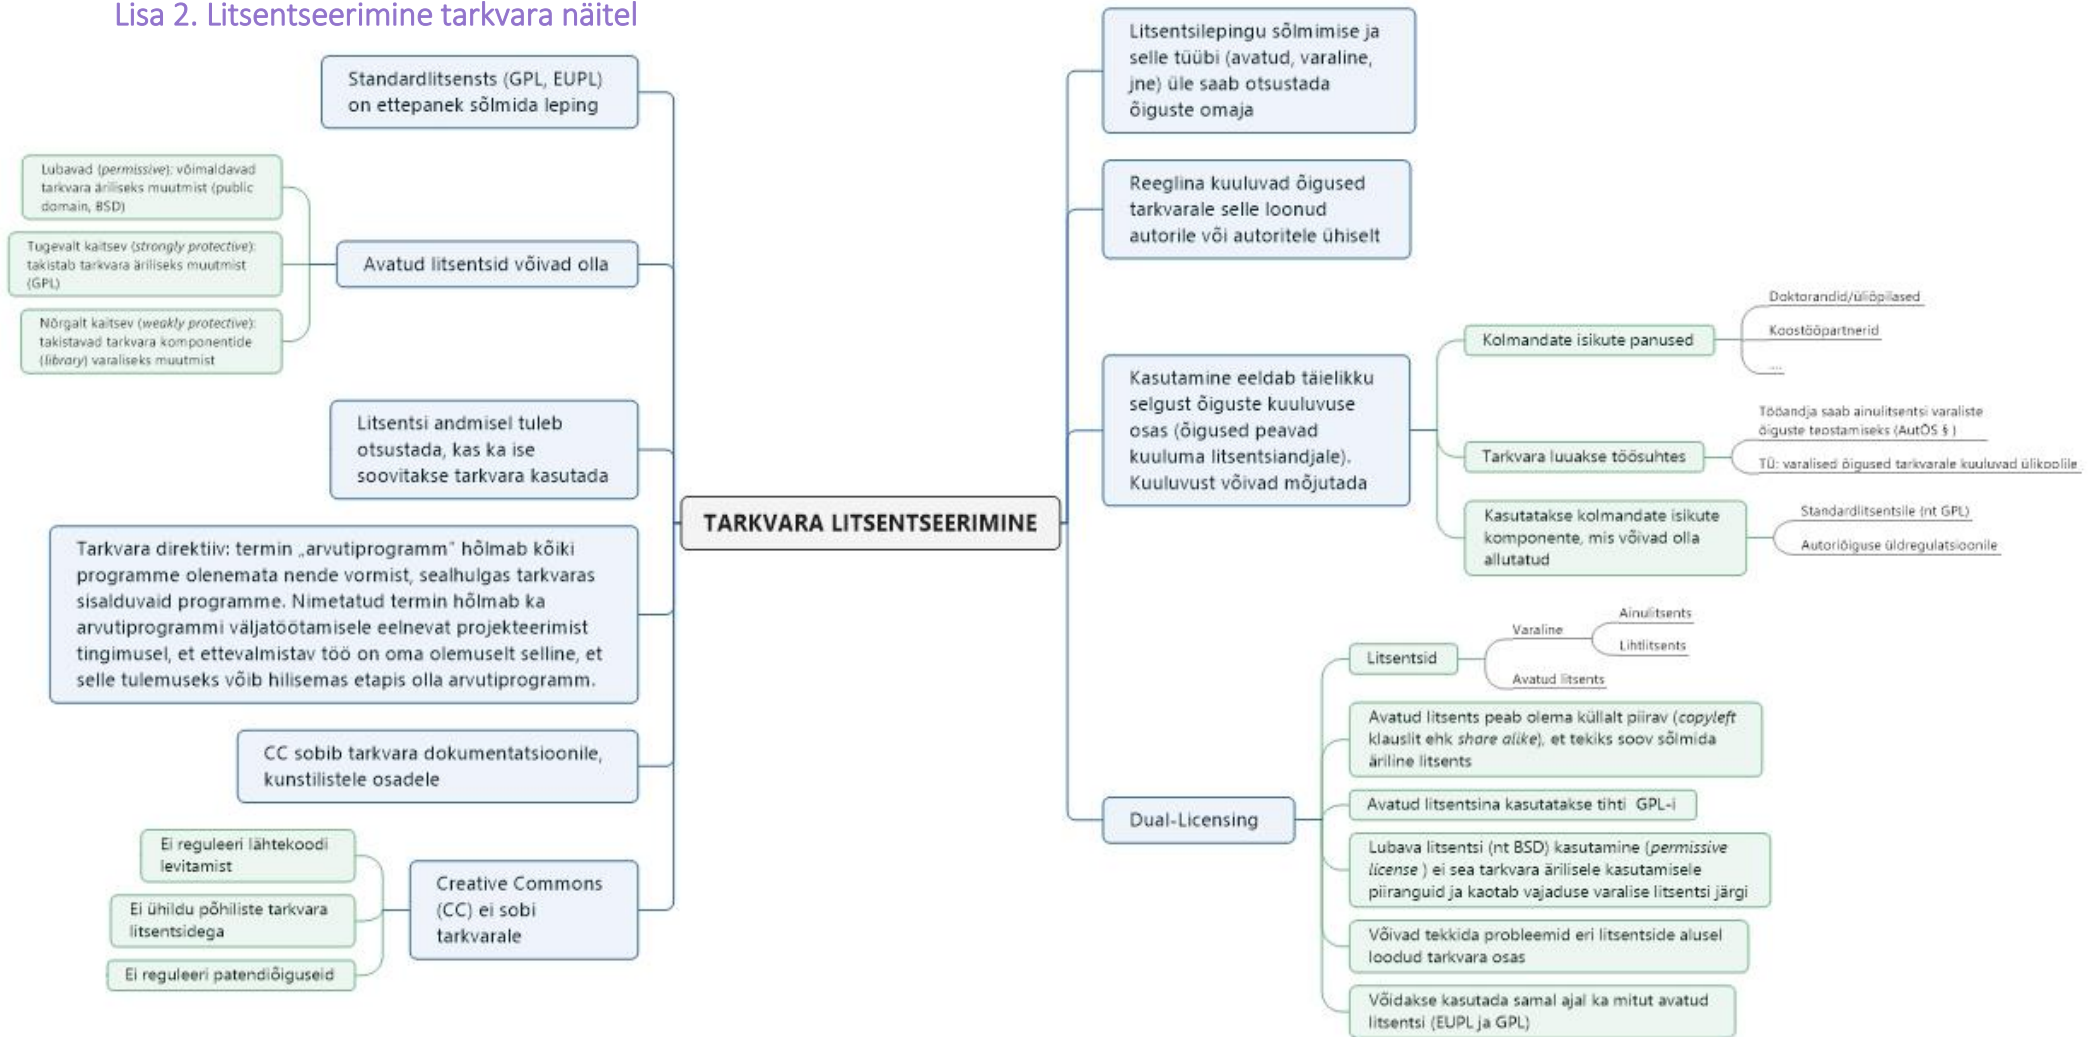 Lisa 2. Litsentseerimine tarkvara näitel
Standardlitsensts (GPL, EUPL)
on ettepanek sõlmida leping
Lubavad (permissive): võimaldavad
tarkvara äriliseks muutmist (public
domain, BSD)
Tugevalt kaitsev (strongly protective):
takistab tarkvara äriliseks muutmist
(GPL)
Nõrgalt kaitsev (weakly protective):
takistavad tarkvara komponentide
(library) varaliseks muutmist
Avatud litsentsid võivad olla
Litsentsi andmisel tuleb
otsustada, kas ka ise
soovitakse tarkvara kasutada
Tarkvara direktiiv: termin „arvutiprogramm" hõlmab kõiki
programme olenemata nende vormist, sealhulgas tarkvaras
sisalduvaid programme. Nimetatud termin hõlmab ka
arvutiprogrammi väljatöötamisele eelnevat projekteerimist
tingimusel, et ettevalmistav töö on oma olemuselt selline, et
selle tulemuseks võib hilisemas etapis olla arvutiprogramm.
CC sobib tarkvara dokumentatsioonile,
kunstilistele osadele
Ei reguleeri lähtekoodi
levitamist
Ei ühildu põhiliste tarkvara
litsentsidega
Ei reguleeri patendiõiguseid
Creative Commons
(CC) ei sobi
tarkvarale
TARKVARA LITSENTSEERIMINE
Litsentsilepingu sõlmimise ja
selle tüübi (avatud, varaline,
jne) üle saab otsustada
õiguste omaja
Reeglina kuuluvad õigused
tarkvarale selle loonud
autorile või autoritele ühiselt
Kasutamine eeldab täielikku
selgust õiguste kuuluvuse
osas (õigused peavad
kuuluma litsentsiandjale).
Kuuluvust võivad mõjutada
Kolmandate isikute panused
Doktorandid/üliõpilased
Koostööpartnerid
....
Tarkvara luuakse töösuhtes
Tööandja saab ainulitsentsi varaliste
õiguste teostamiseks (AutÕS § )
TÜ: varalised õigused tarkvarale kuuluvad ülikoolile
Kasutatakse kolmandate isikute
komponente, mis võivad olla
allutatud
Standardlitsentsile (nt GPL)
Autoriõiguse üldregulatsioonile
Dual-Licensing
Litsentsid
Varaline
Ainulitsents
Lihtlitsents
Avatud litsents
Avatud litsents peab olema küllalt piirav (copyleft
klauslit ehk share alike), et tekiks soov sõlmida
äriline litsents
Avatud litsentsina kasutatakse tihti GPL-i
Lubava litsentsi (nt BSD) kasutamine (permissive
license ) ei sea tarkvara ärilisele kasutamisele
piiranguid ja kaotab vajaduse varalise litsentsi järgi
Võivad tekkida probleemid eri litsentside alusel
loodud tarkvara osas
Võidakse kasutada samal ajal ka mitut avatud
litsentsi (EUPL ja GPL)